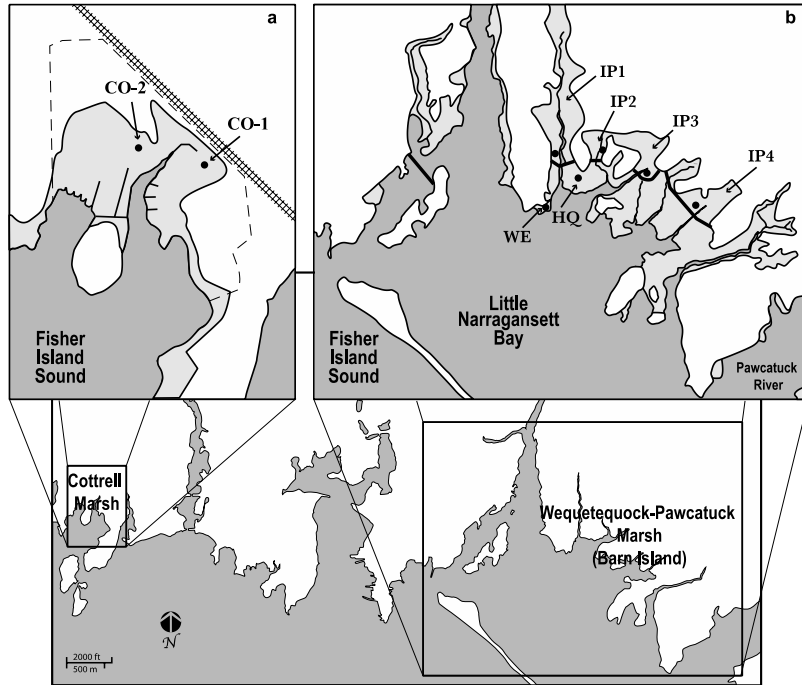 a
CO-2
CO-1
Fisher
Island
Sound
b
IP1
IP2
IP3
IP4
WE
HQ
Little
Narragansett
Bay
Fisher
Island
Sound
Pawcatuck
River
Cottrell
Marsh
Wequetequock-Pawcatuck
Marsh
(Barn Island)
N
2000 ft
500 m